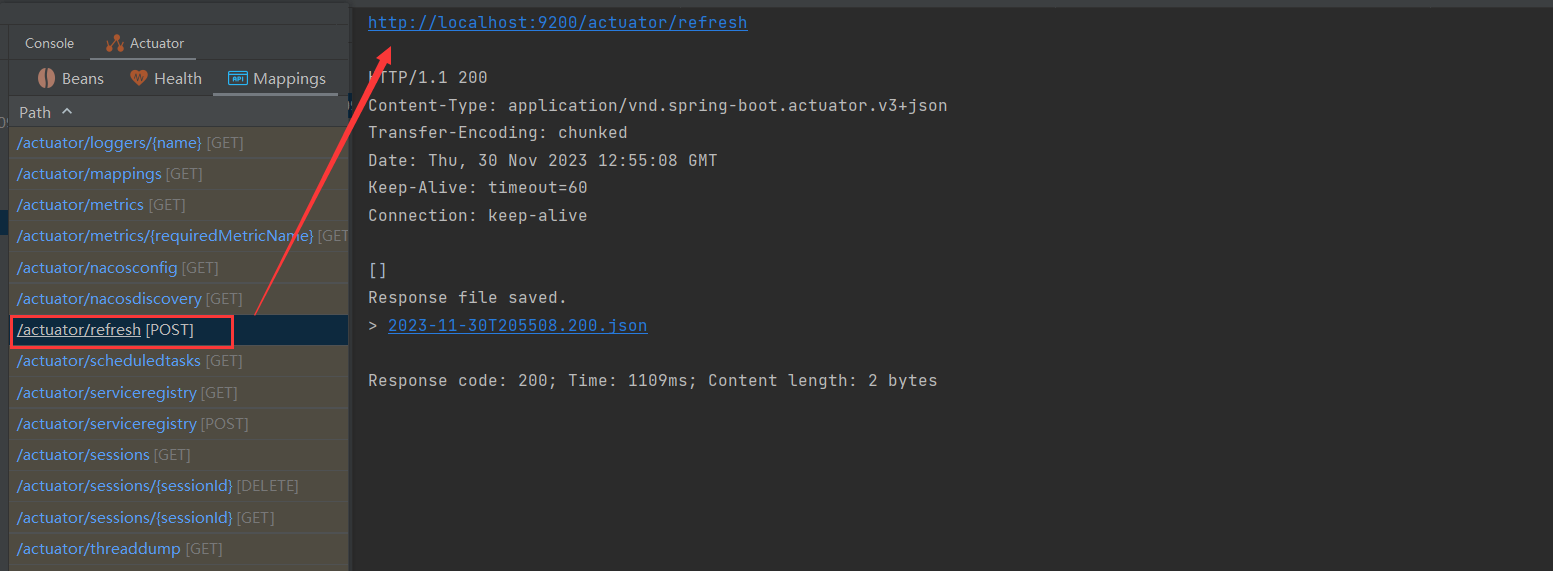 Console Actuator
Beans Health API Mappings
Path
/actuator/loggers/{name} [GET]
/actuator/mappings [GET]
/actuator/metrics [GET]
/actuator/metrics/{requiredMetricName} [GET
/actuator/nacosconfig [GET]
/actuator/nacosdiscovery [GET]
/actuator/refresh [POST]
/actuator/scheduledtasks [GET]
/actuator/serviceregistry [GET]
/actuator/serviceregistry [POST]
/actuator/sessions [GET]
/actuator/sessions/{sessionId} [DELETE]
/actuator/sessions/{sessionId} [GET]
/actuator/threaddump [GET]
http://localhost:9200/actuator/refresh
HTTP/1.1 200
Content-Type: application/vnd.spring-boot.actuator.v3+json
Transfer-Encoding: chunked
Date: Thu, 30 Nov 2023 12:55:08 GMT
Keep-Alive: timeout=60
Connection: keep-alive
[]
Response file saved.
> 2023-11-30T205508.200.json
Response code: 200; Time: 1109ms; Content length: 2 bytes